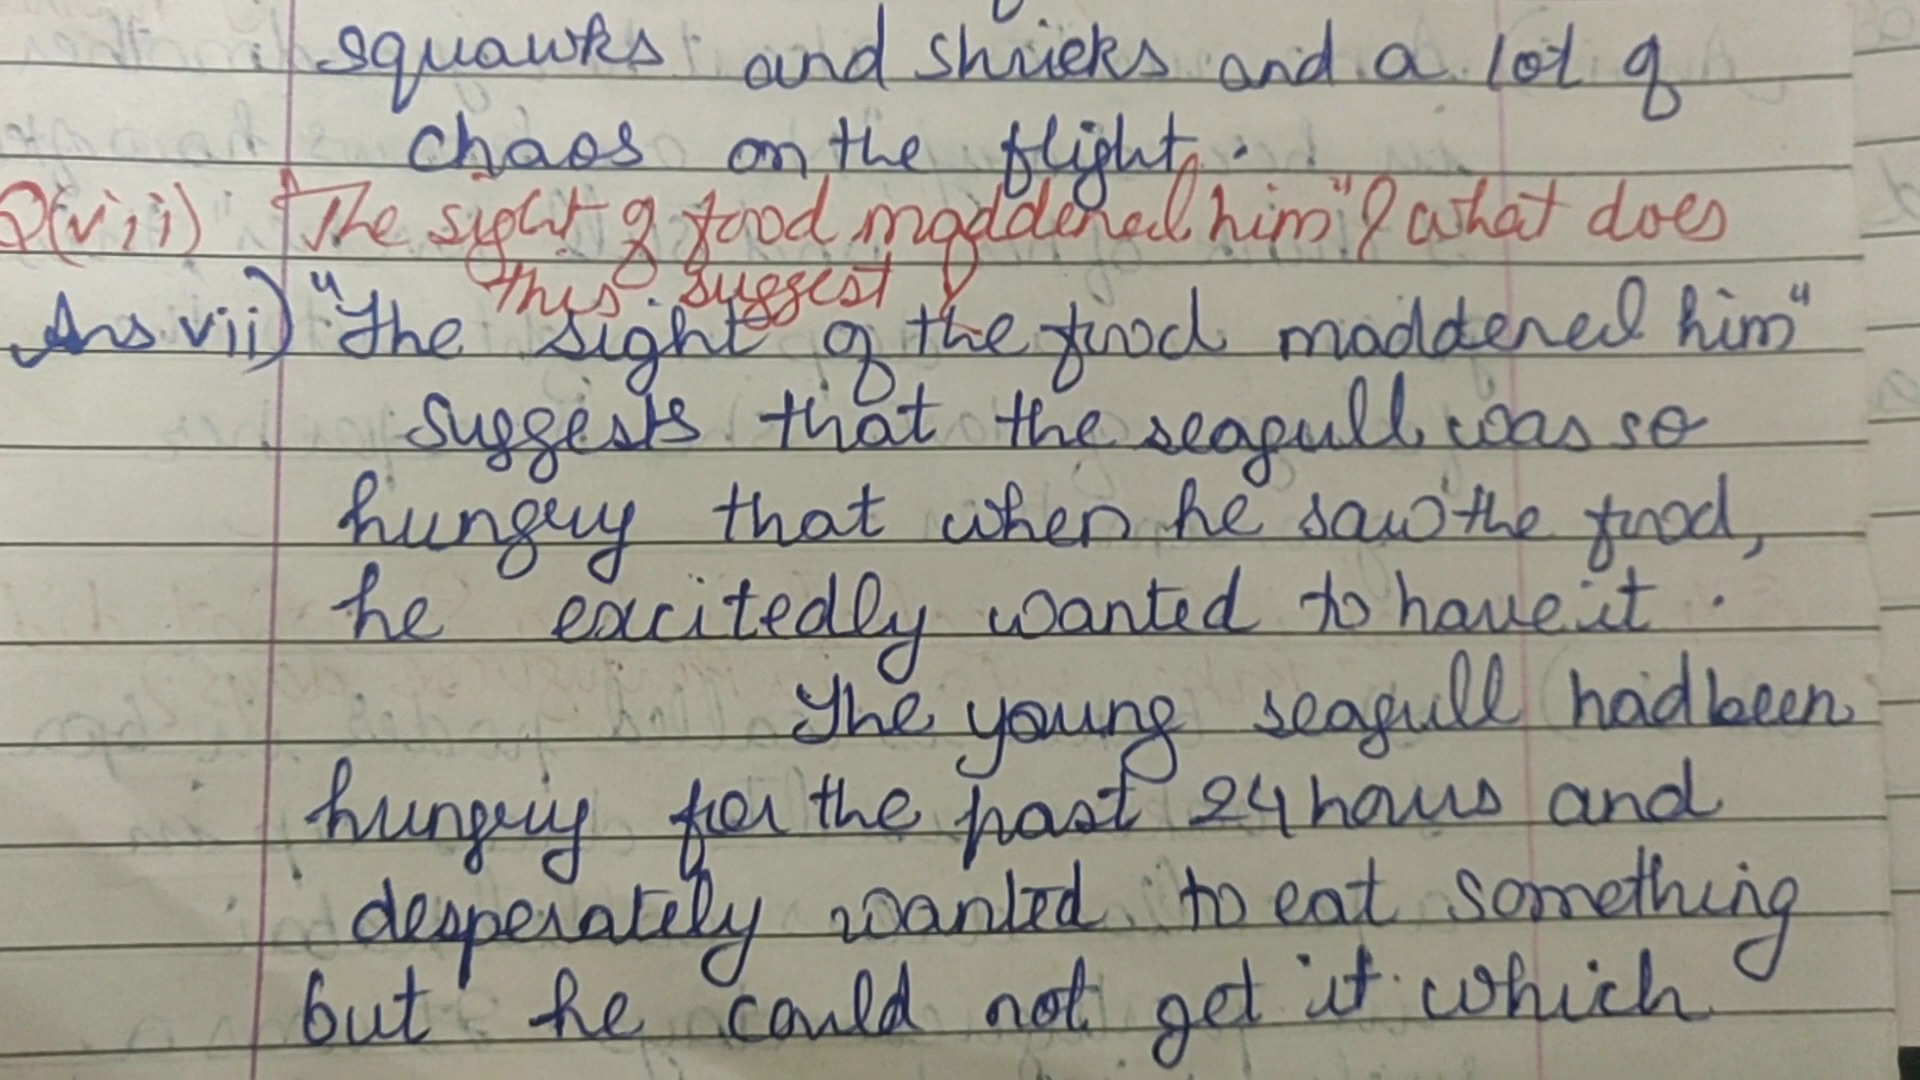 squawks and shrieks and a lot of
chaos on the flight.
Q(vii) "The sight of food maddened him"? What does
this suggest?
Ans vii) "The sight of the food maddened him"
suggests that the seagull was so
hungry that when he saw the food,
he excitedly wanted to have it.
The young seagull had been
hungry for the past 24 hours and
desperately wanted to eat something
but he could not get it which